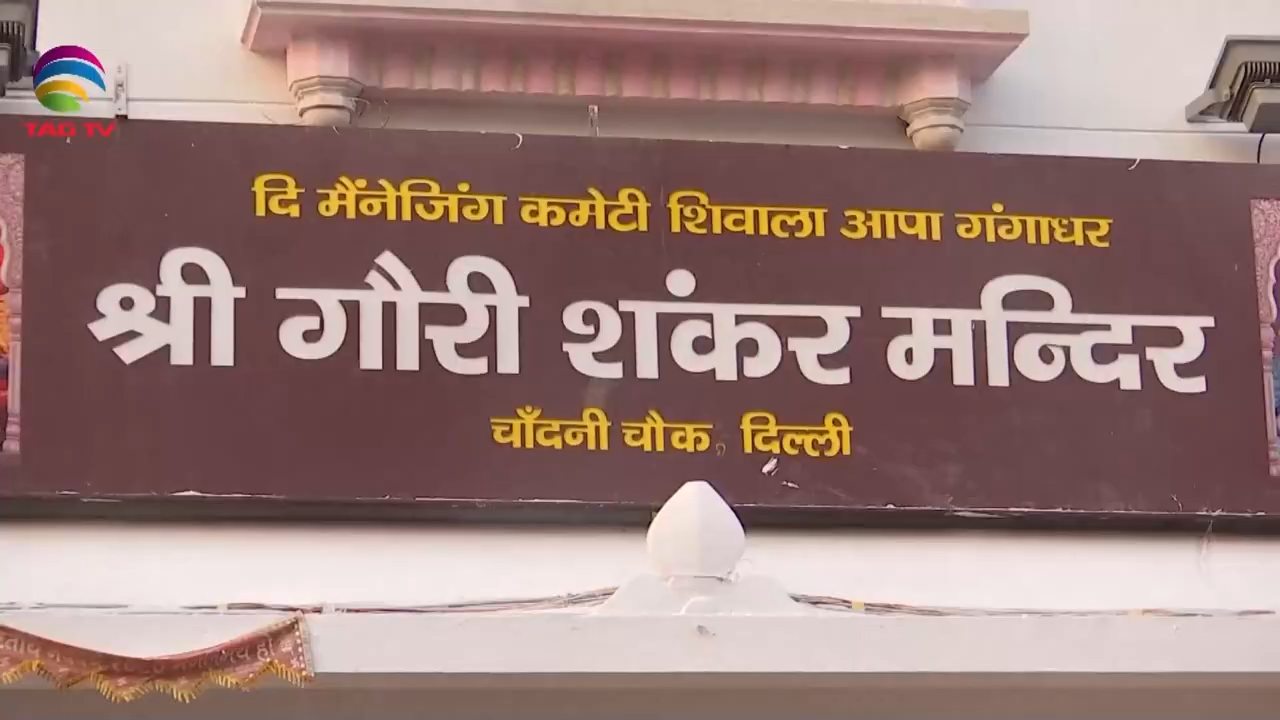 TAG TV
दि मैंनेजिंग कमेटी शिवाला आपा गंगाधर
श्री गौरी शंकर मन्दिर
चाँदनी चौक, दिल्ली